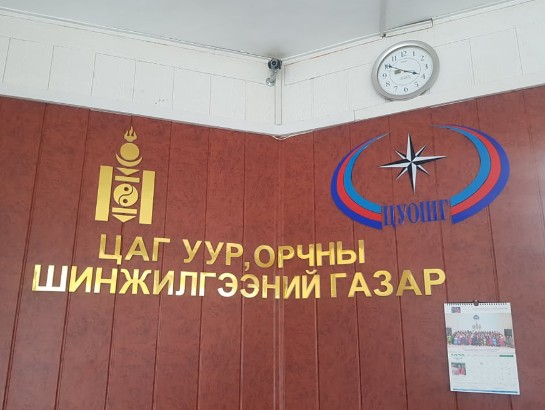 ЦУОШГ
ЦАГ УУР, ОРЧНЫ
ШИНЖИЛГЭЭНИЙ ГАЗАР